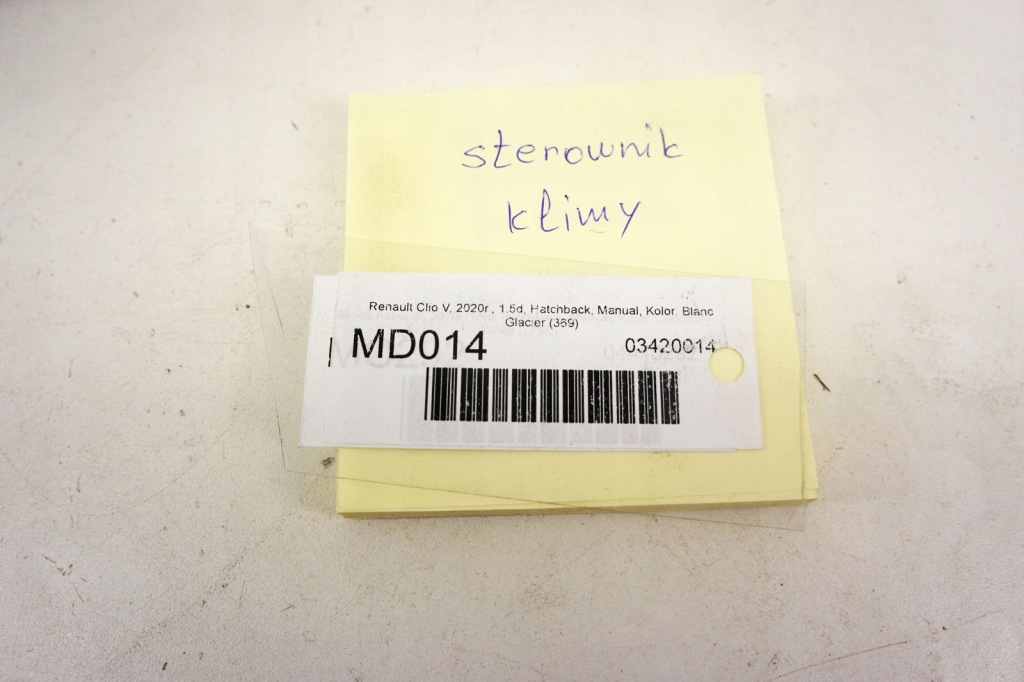 sterownik
klimy
Renault Clio V, 2020r., 1.5d, Hatchback, Manual, Kolor: Blanc
Glacier (369)
MD014 03420014